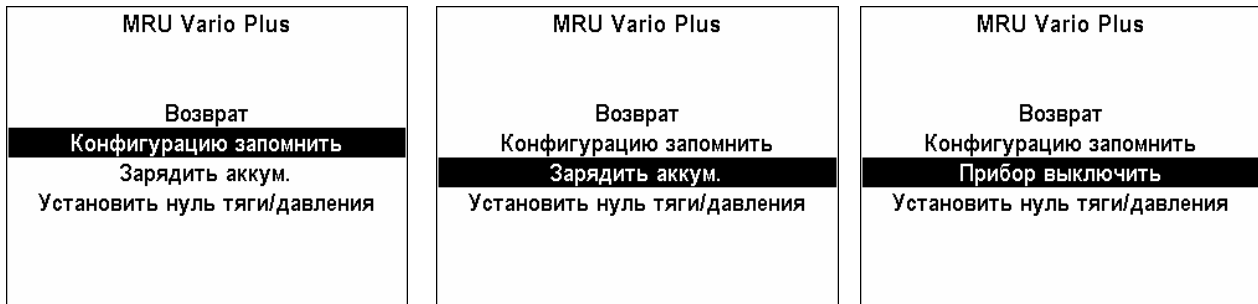 MRU Vario Plus
Возврат
Конфигурацию запомнить
Зарядить аккум.
Установить нуль тяги/давления
MRU Vario Plus
Возврат
Конфигурацию запомнить
Зарядить аккум.
Установить нуль тяги/давления
MRU Vario Plus
Возврат
Конфигурацию запомнить
Прибор выключить
Установить нуль тяги/давления